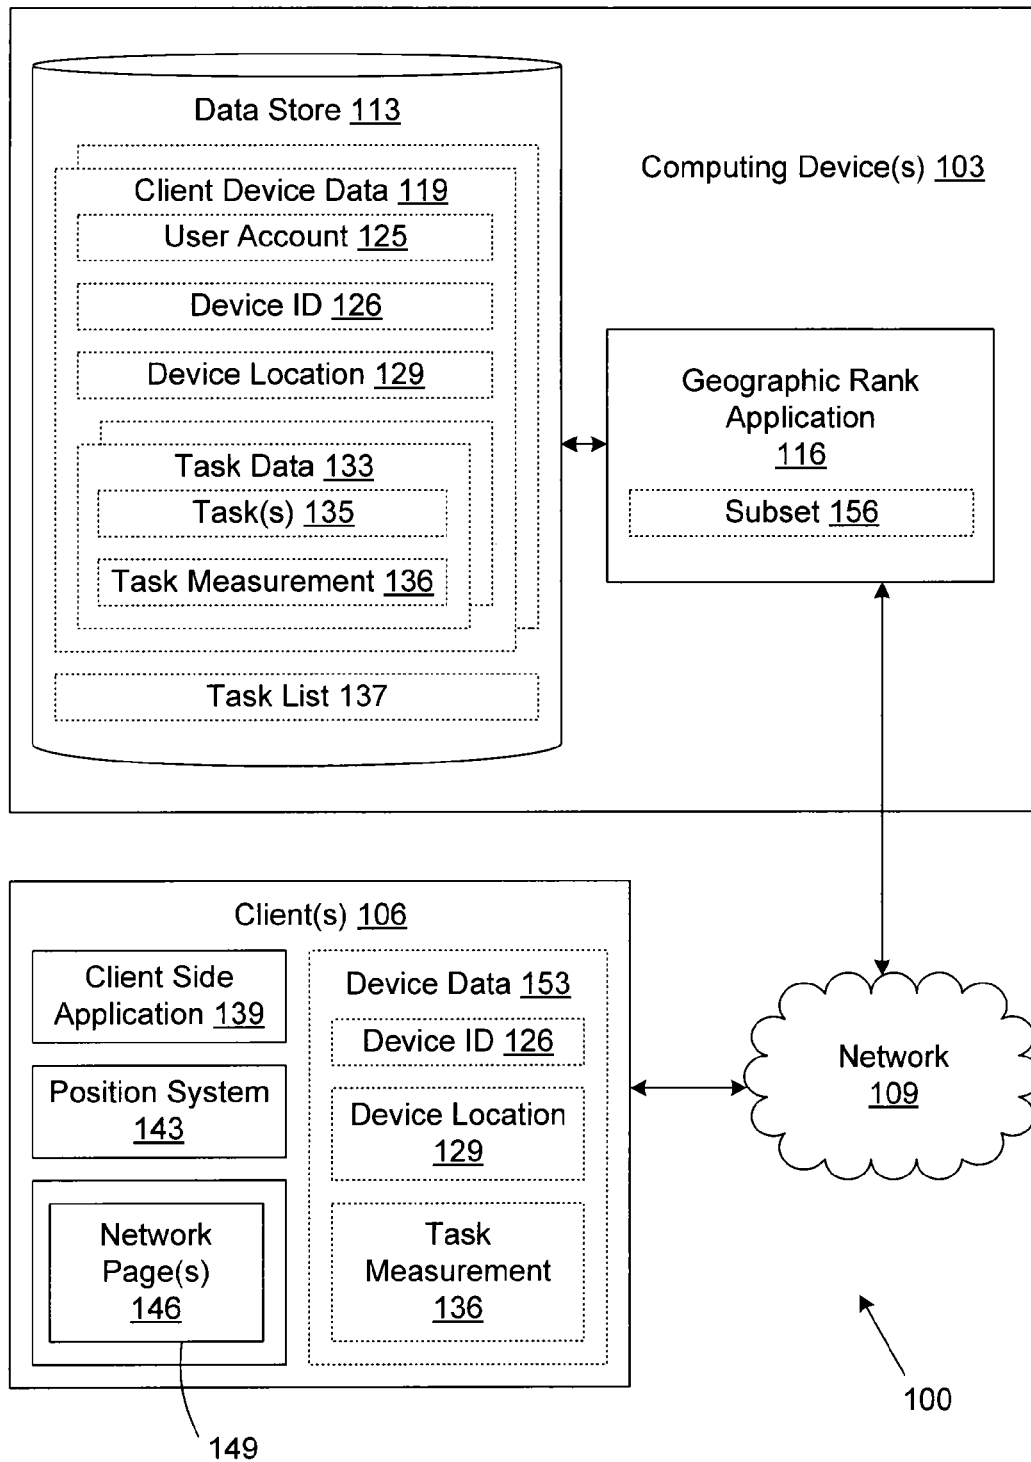 Data Store 113
Client Device Data 119
User Account 125
Device ID 126
Device Location 129
Task Data 133
Task(s) 135
Task Measurement 136
Task List 137
Computing Device(s) 103
Geographic Rank
Application
116
Subset 156
Client(s) 106
Client Side
Application 139
Position System
143
Network
Page(s)
146
149
Device Data 153
Device ID 126
Device Location
129
Task
Measurement
136
Network
109
100